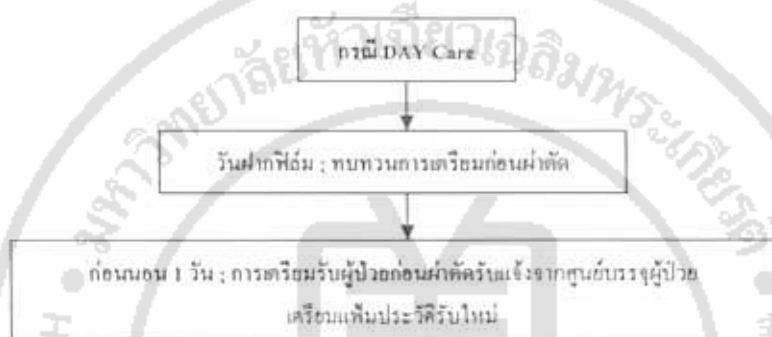 กรณี DAY Care
วันฝากฟิล์ม ; ทบทวนการเตรียมก่อนผ่าตัด
ก่อนนอน 1 วัน ; การเตรียมรับผู้ป่วยก่อนผ่าตัดรับแจ้งจากศูนย์บรรจุผู้ป่วย
เตรียมแฟ้มประวัติรับใหม่